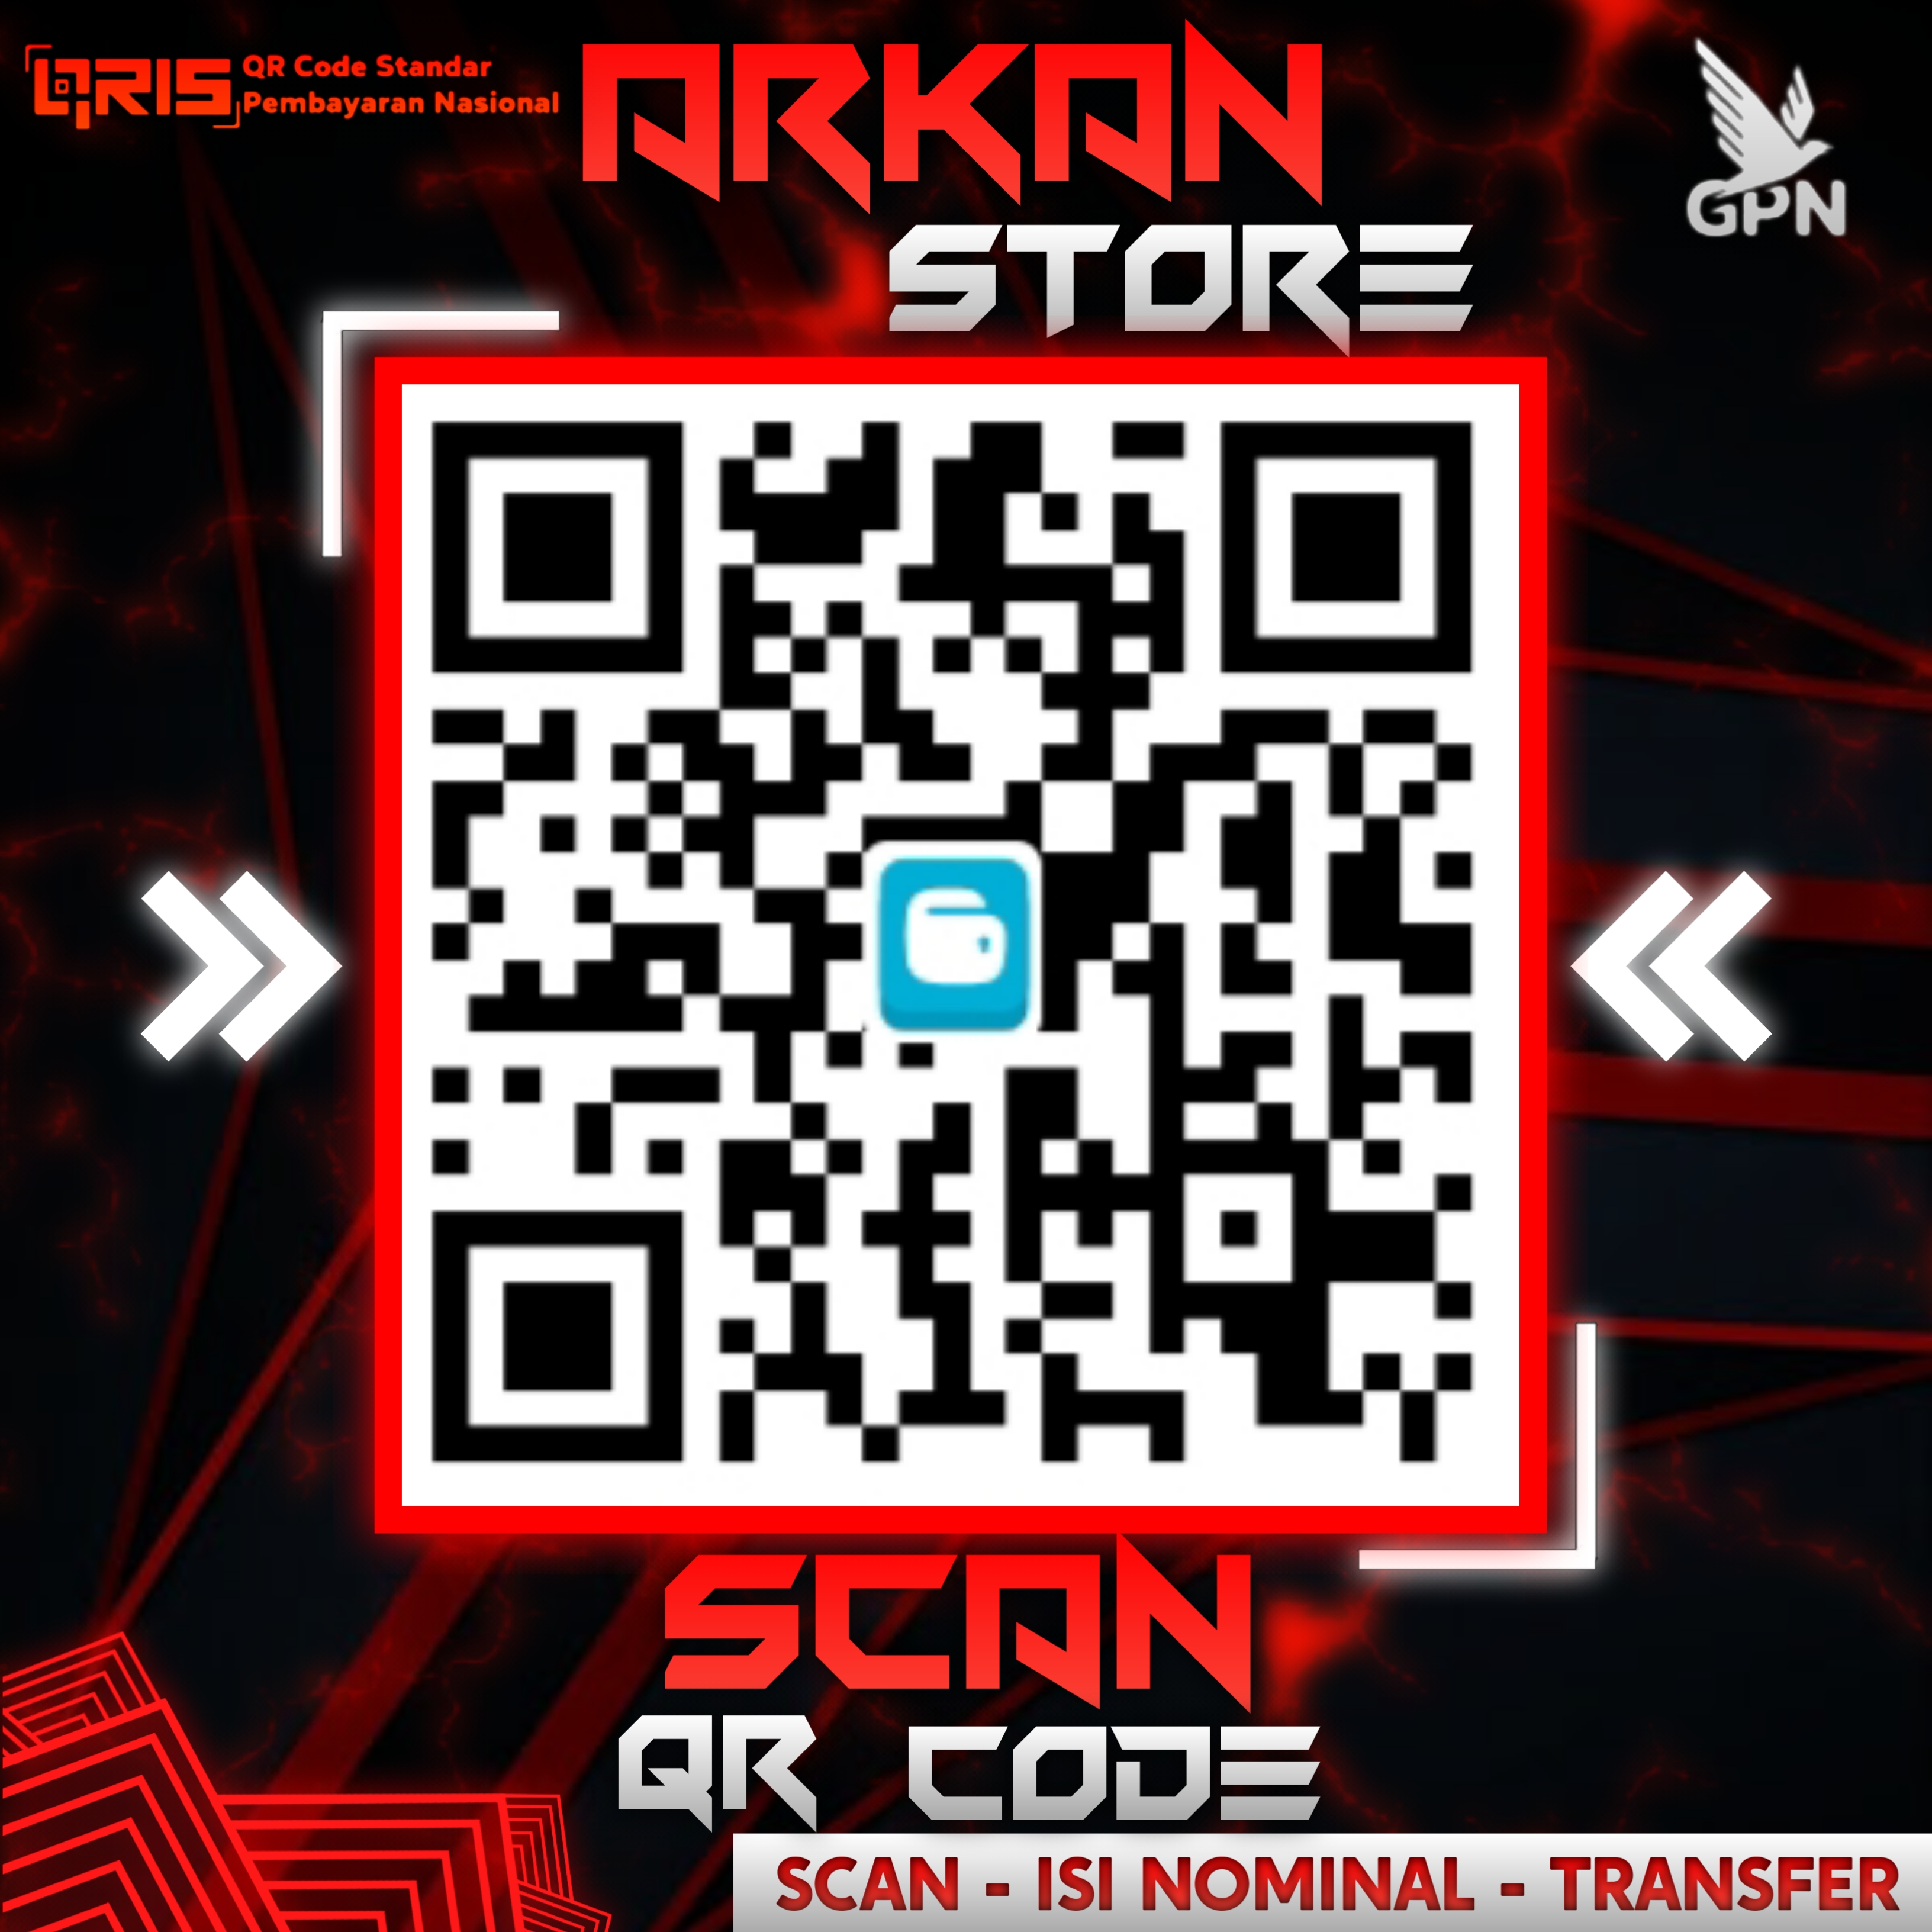 QRIS
QR Code Standar
Pembayaran Nasional
ARKAN
STORE
GPN
SCAN
QR CODE
SCAN - ISI NOMINAL - TRANSFER